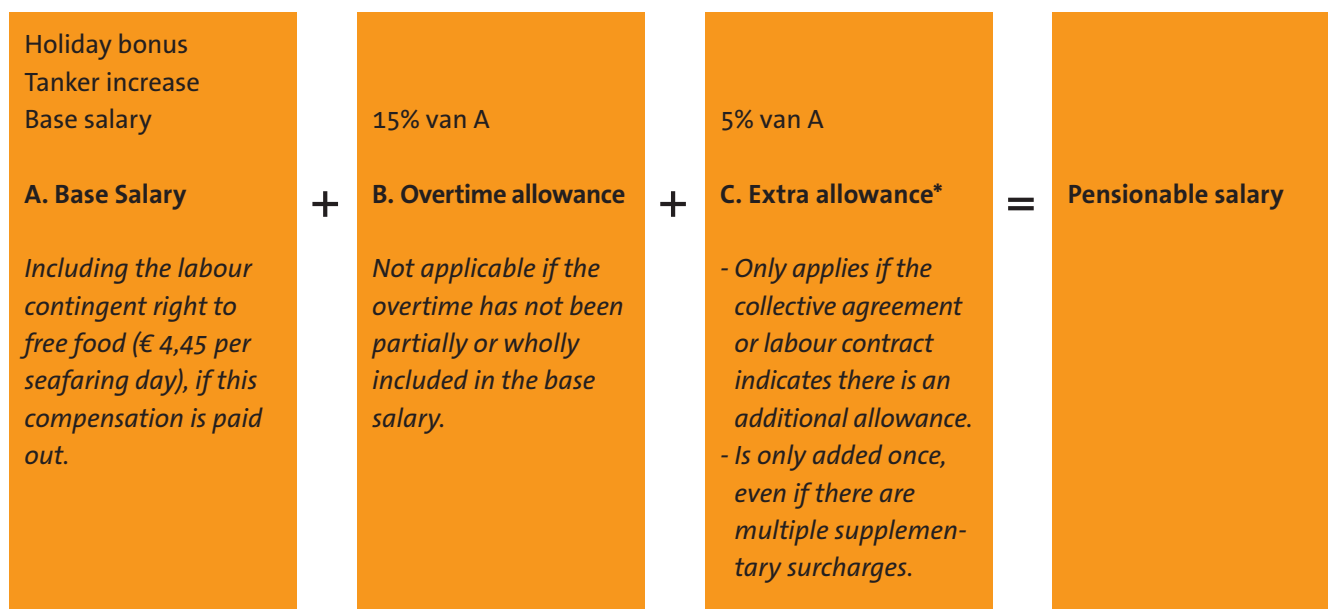 Holiday bonus
Tanker increase
Base salary
A. Base Salary
Including the labour
contingent right to
free food (€ 4,45 per
seafaring day), if this
compensation is paid
out.
+
15% van A
B. Overtime allowance
Not applicable if the
overtime has not been
partially or wholly
included in the base
salary.
+
5% van A
C. Extra allowance*
- Only applies if the
collective agreement
or labour contract
indicates there is an
additional allowance.
- Is only added once,
even if there are
multiple supplemen-
tary surcharges.
=
Pensionable salary